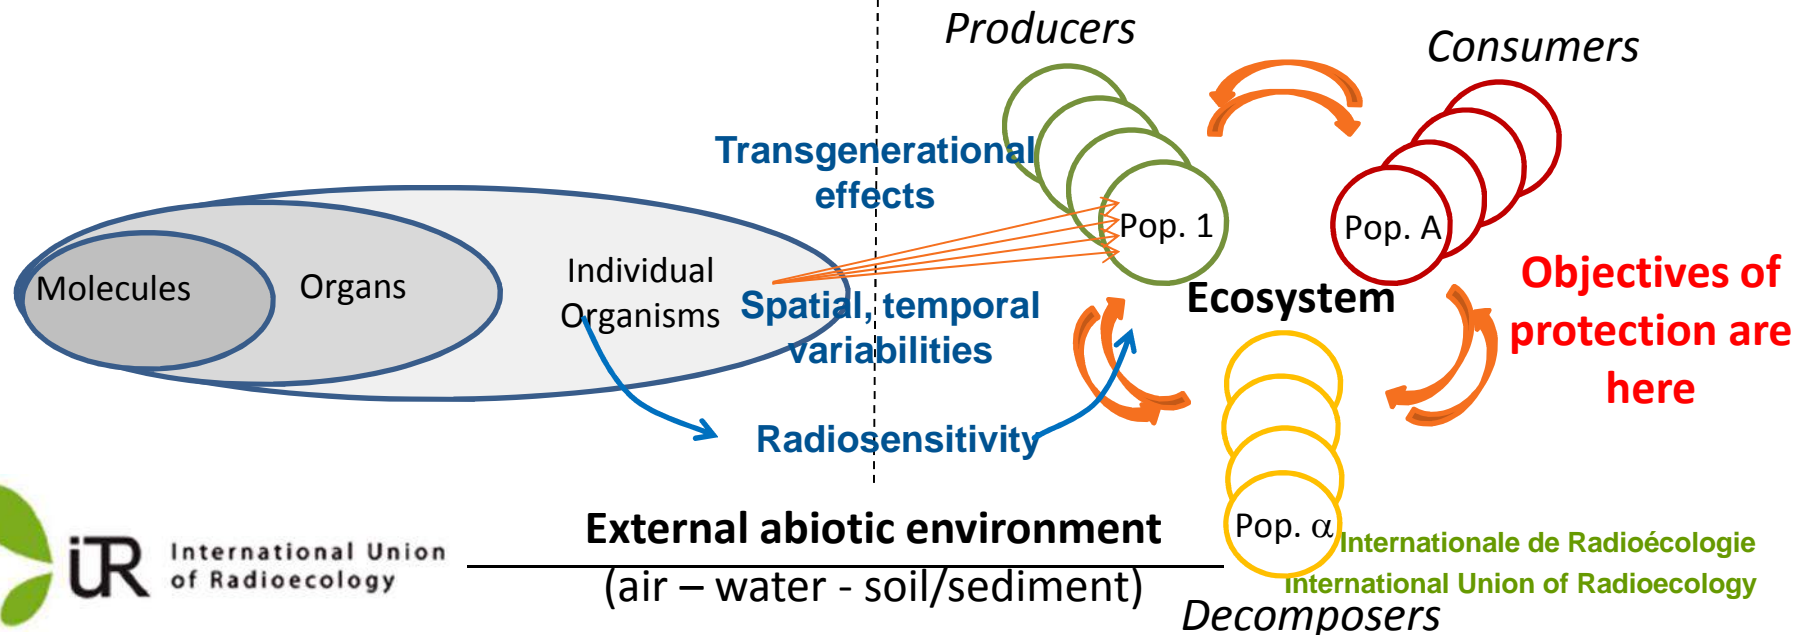 Producers
Consumers
Transgenerational
effects
Pop. 1
Pop. A
Molecules
Organs
Individual
Organisms
Spatial, temporal
variabilities
Ecosystem
Objectives of
protection are
here
Radiosensitivity
External abiotic environment
(air – water - soil/sediment)
Pop. α
Decomposers
iUR
International Union
of Radioecology
Internationale de Radioécologie
International Union of Radioecology